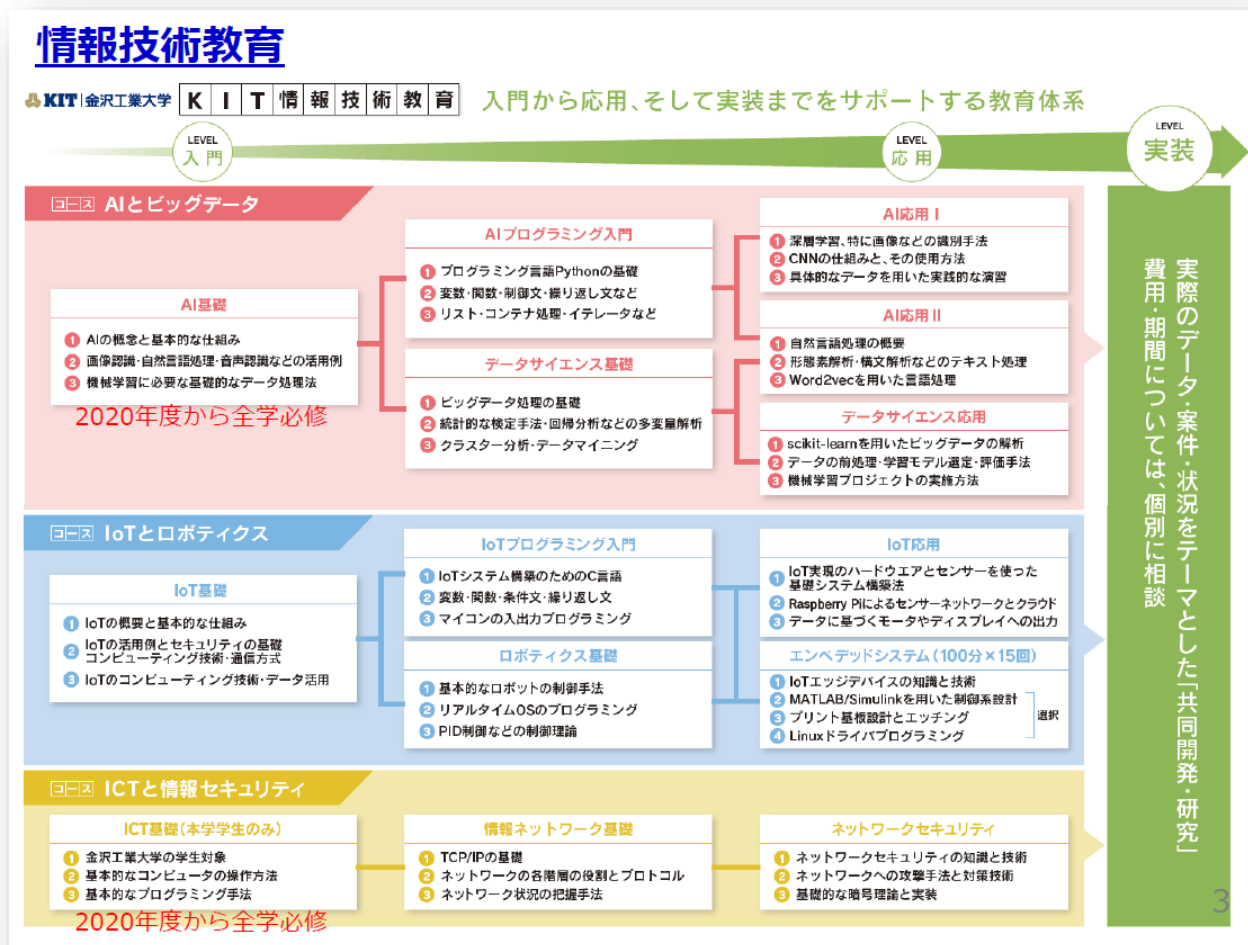 情報技術教育
KIT 金沢工業大学 KIT情報技術教育 入門から応用、そして実装までをサポートする教育体系
LEVEL
入門
LEVEL
応用
LEVEL
実装
コース AIとビッグデータ
AI基礎
1 AIの概念と基本的な仕組み
2 画像認識・自然言語処理・音声認識などの活用例
3 機械学習に必要な基礎的なデータ処理法
2020年度から全学必修
AIプログラミング入門
1 プログラミング言語Pythonの基礎
2 変数・関数・制御文・繰り返し文など
3 リスト・コンテナ処理・イテレータなど
データサイエンス基礎
1 ビッグデータ処理の基礎
2 統計的な検定手法・回帰分析などの多変量解析
3 クラスター分析・データマイニング
AI応用 I
1 深層学習、特に画像などの識別手法
2 CNNの仕組みと、その使用方法
3 具体的なデータを用いた実践的な演習
AI応用 II
1 自然言語処理の概要
2 形態素解析・構文解析などのテキスト処理
3 Word2vecを用いた言語処理
データサイエンス応用
1 scikit-learnを用いたビッグデータの解析
2 データの前処理・学習モデル選定・評価手法
3 機械学習プロジェクトの実施方法
コース IoTとロボティクス
IoT基礎
1 IoTの概要と基本的な仕組み
2 IoTの活用例とセキュリティの基礎
コンピューティング技術・通信方式
3 IoTのコンピューティング技術・データ活用
IoTプログラミング入門
1 IoTシステム構築のためのC言語
2 変数・関数・条件文・繰り返し文
3 マイコンの入出力プログラミング
ロボティクス基礎
1 基本的なロボットの制御手法
2 リアルタイムOSのプログラミング
3 PID制御などの制御理論
IoT応用
1 IoT実現のハードウエアとセンサーを使った
基礎システム構築法
2 Raspberry Piによるセンサーネットワークとクラウド
3 データに基づくモータやディスプレイへの出力
エンベデッドシステム(100分×15回)
1 IoTエッジデバイスの知識と技術
2 MATLAB/Simulinkを用いた制御系設計
3 プリント基板設計とエッチング
4 Linuxドライバプログラミング
選択
コース ICTと情報セキュリティ
ICT基礎(本学学生のみ)
1 金沢工業大学の学生対象
2 基本的なコンピュータの操作方法
3 基本的なプログラミング手法
2020年度から全学必修
情報ネットワーク基礎
1 TCP/IPの基礎
2 ネットワークの各階層の役割とプロトコル
3 ネットワーク状況の把握手法
ネットワークセキュリティ
1 ネットワークセキュリティの知識と技術
2 ネットワークへの攻撃手法と対策技術
3 基礎的な暗号理論と実装
実際のデータ・案件・状況をテーマとした「共同開発・研究」
費用・期間については、個別に相談
3